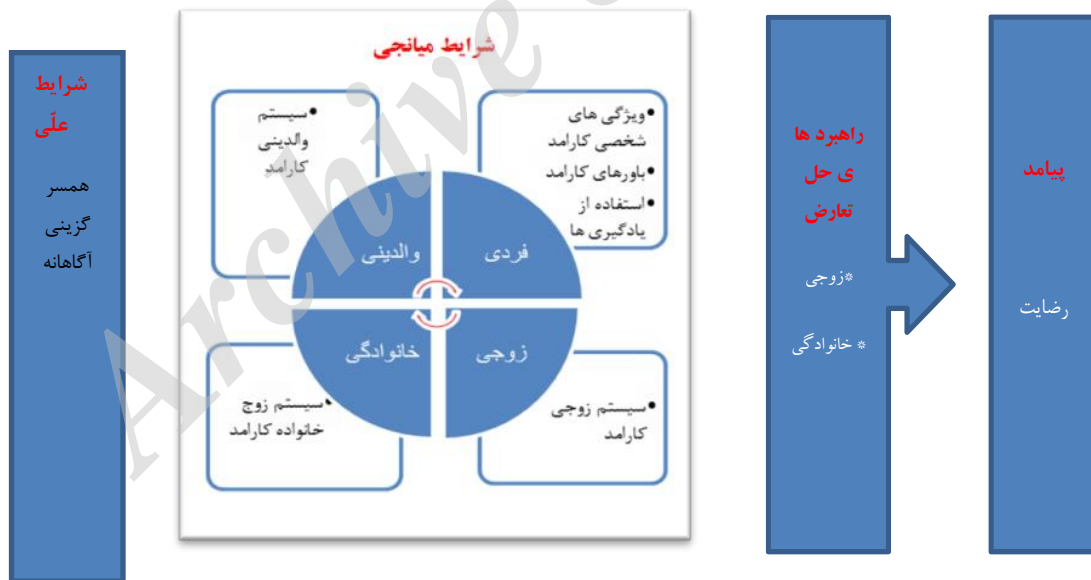 شرایط
علّی
همسر
گزینی
آگاهانه
شرایط میانجی
•سیستم
والدینی
کارامد
•ویژگی های
شخصی کارامد
•باورهای کارامد
•استفاده از
یادگیری ها
والدینی
فردی
خانوادگی
زوجی
•سیستم زوج
خانواده کارامد
•سیستم زوجی
کارامد
راهبرد ها
ی حل
تعارض
*زوجی
* خانوادگی
پیامد
رضایت
Archive of